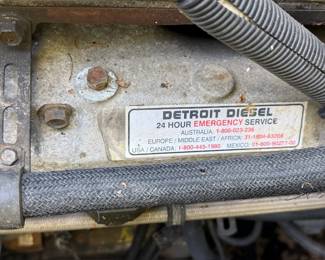 DETROIT DIESEL
24 HOUR EMERGENCY SERVICE
AUSTRALIA: 1-800-023-236
EUROPE / MIDDLE EAST / AFRICA:
USA / CANADA: 1-800-445-1980 MEXICO: